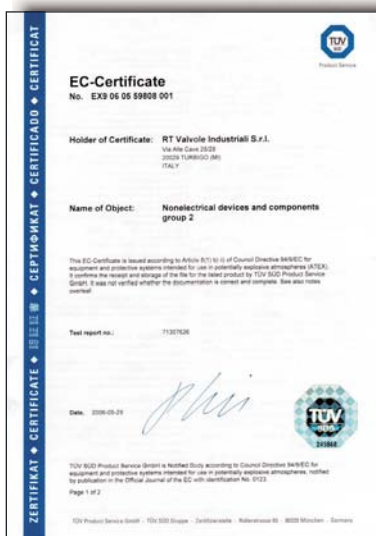 TÜV
SÜD
Product Service
EC-Certificate
No. EX9 06 05 59808 001
Holder of Certificate: RT Valvole Industriali S.r.l.
Via Alle Cave
TURBIGO (MI)
ITALY
Name of Object: Nonelectrical devices and components
group 2
This EC-Certificate is issued according to Article 8(1) b) ii) of Council Directive 94/9/EC for
equipment and protective systems intended for use in potentially explosive atmospheres (ATEX).
It confirms the receipt and storage of the file for the listed product by TÜV SÜD Product Service
GmbH. It was not verified whether the documentation is correct and complete. See also notes
overleaf.
Test report no.: 71307626
Date, 2006-05-29
TÜV
SÜD
TÜV SÜD Product Service GmbH is Notified Body according to Council Directive 94/9/EC for
equipment and protective systems intended for use in potentially explosive atmospheres, notified
by publication in the Official Journal of the EC with identification No. 0123.
Page 1 of 2
TÜV Product Service GmbH · TÜV SÜD Gruppe · Zertifizierstelle · Ridlerstrasse 65 · 80339 München · Germany
ZERTIFIKAT ◆ CERTIFICATE ◆ 認証証書 ◆ СЕРТИФИКАТ ◆ CERTIFICADO ◆ CERTIFICAT